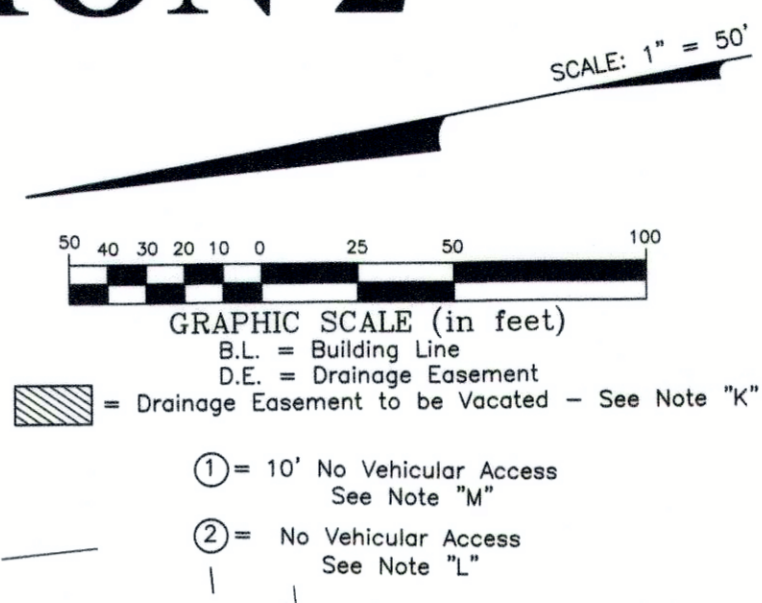 ION 2
SCALE: 1" = 50'
50 40 30 20 10 0 25 50 100
GRAPHIC SCALE (in feet)
B.L. = Building Line
D.E. = Drainage Easement
= Drainage Easement to be Vacated - See Note "K"
1 = 10' No Vehicular Access
See Note "M"
2 = No Vehicular Access
See Note "L"